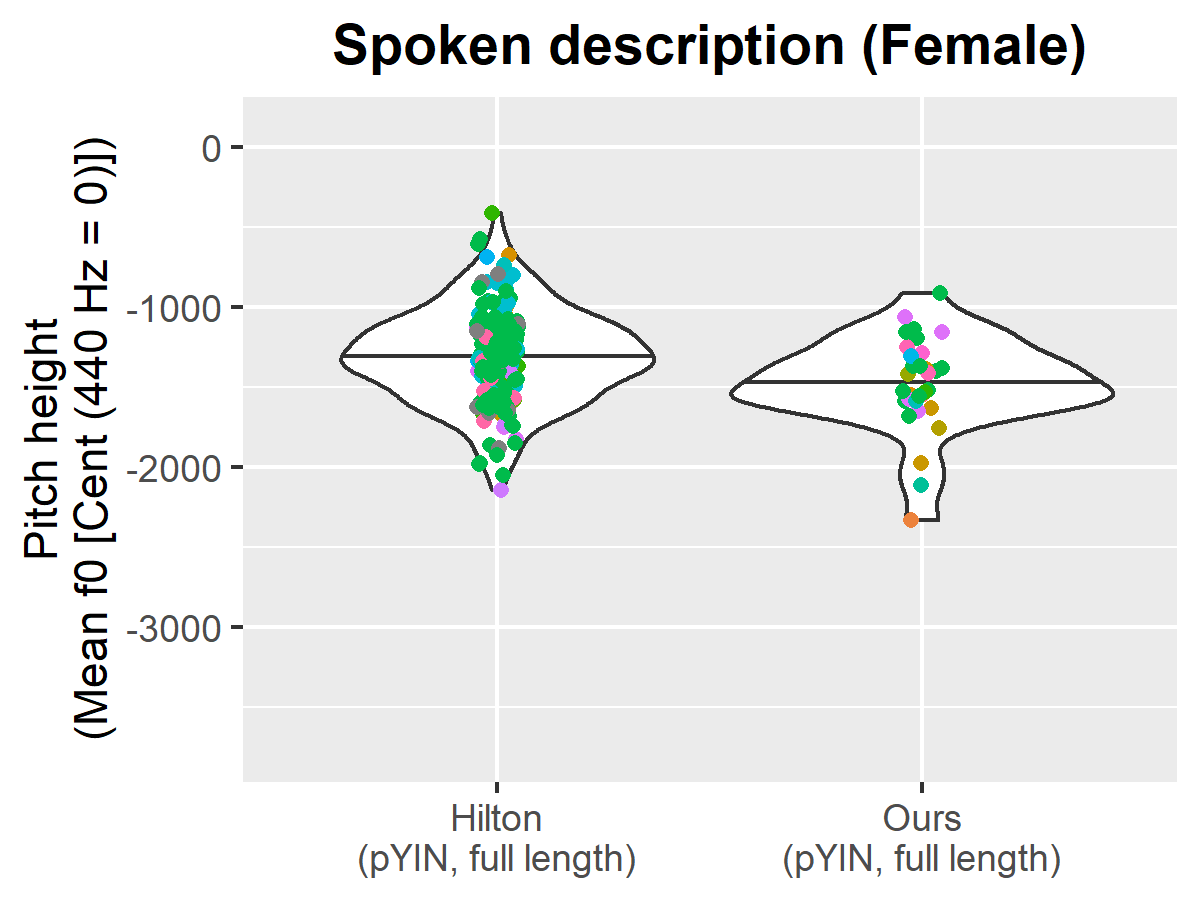 Spoken description (Female)
Pitch height
(Mean f0 [Cent (440 Hz = 0)])
0
-1000
-2000
-3000
Hilton
(pYIN, full length)
Ours
(pYIN, full length)